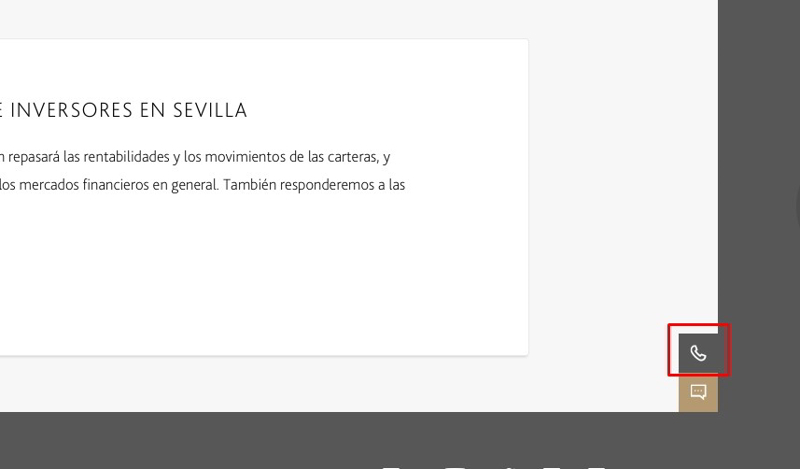 INVERSORES EN SEVILLA
repasará las rentabilidades y los movimientos de las carteras, y
los mercados financieros en general. También responderemos a las